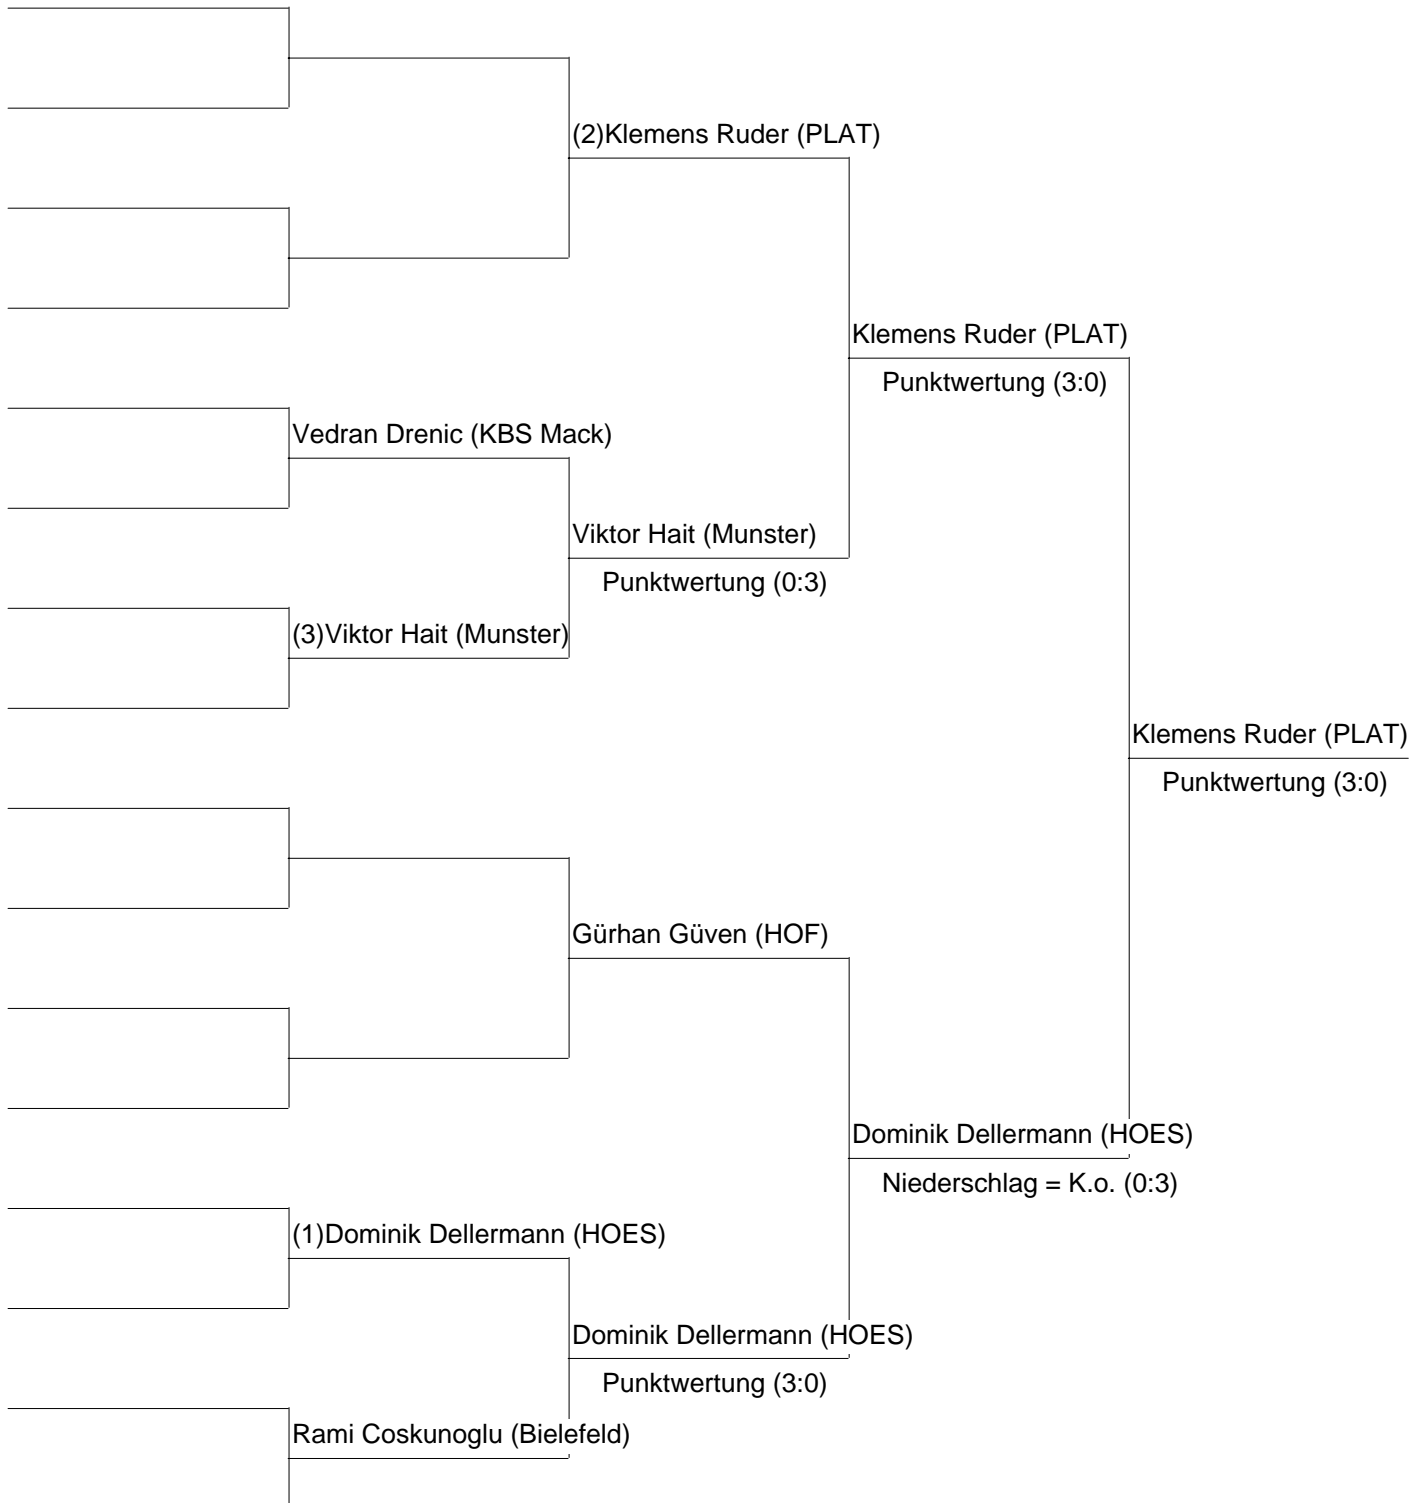 (2)Klemens Ruder (PLAT)
Klemens Ruder (PLAT)
Punktwertung (3:0)
Vedran Drenic (KBS Mack)
Viktor Hait (Munster)
Punktwertung (0:3)
(3)Viktor Hait (Munster)
Klemens Ruder (PLAT)
Punktwertung (3:0)
Gürhan Güven (HOF)
Dominik Dellermann (HOES)
Niederschlag = K.o. (0:3)
(1)Dominik Dellermann (HOES)
Dominik Dellermann (HOES)
Punktwertung (3:0)
Rami Coskunoglu (Bielefeld)